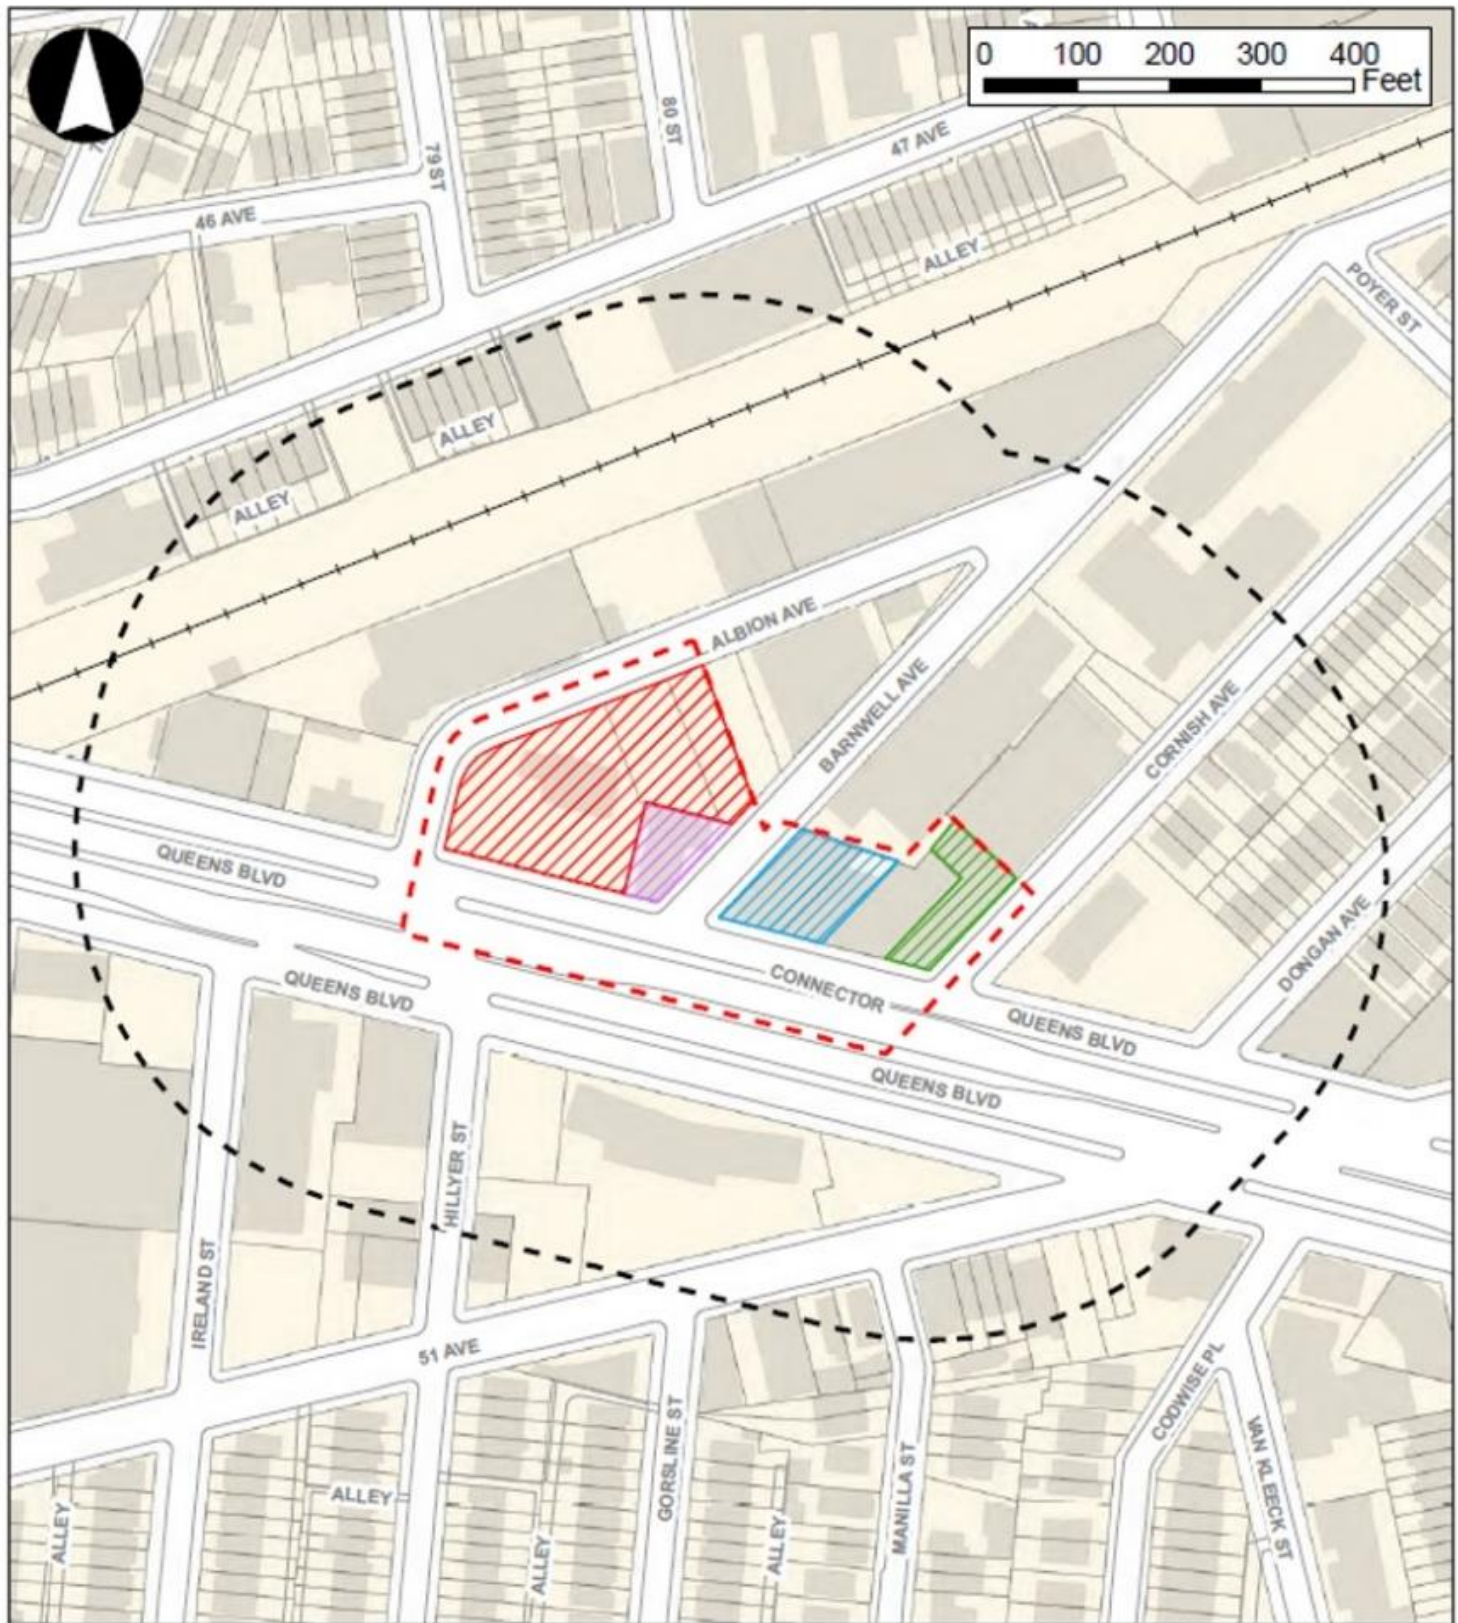 0 100 200 300 400
Feet
80 ST
47 AVE
79 ST
46 AVE
ALLEY
POYER ST
ALLEY
ALLEY
ALBION AVE
BARNWELL AVE
CORNISH AVE
QUEENS BLVD
DONGAN AVE
QUEENS BLVD
CONNECTOR
QUEENS BLVD
QUEENS BLVD
HILLYER ST
IRELAND ST
51 AVE
CODWISE PL
GORSLINE ST
MANILLA ST
VAN KLEECK ST
ALLEY
ALLEY
ALLEY
ALLEY